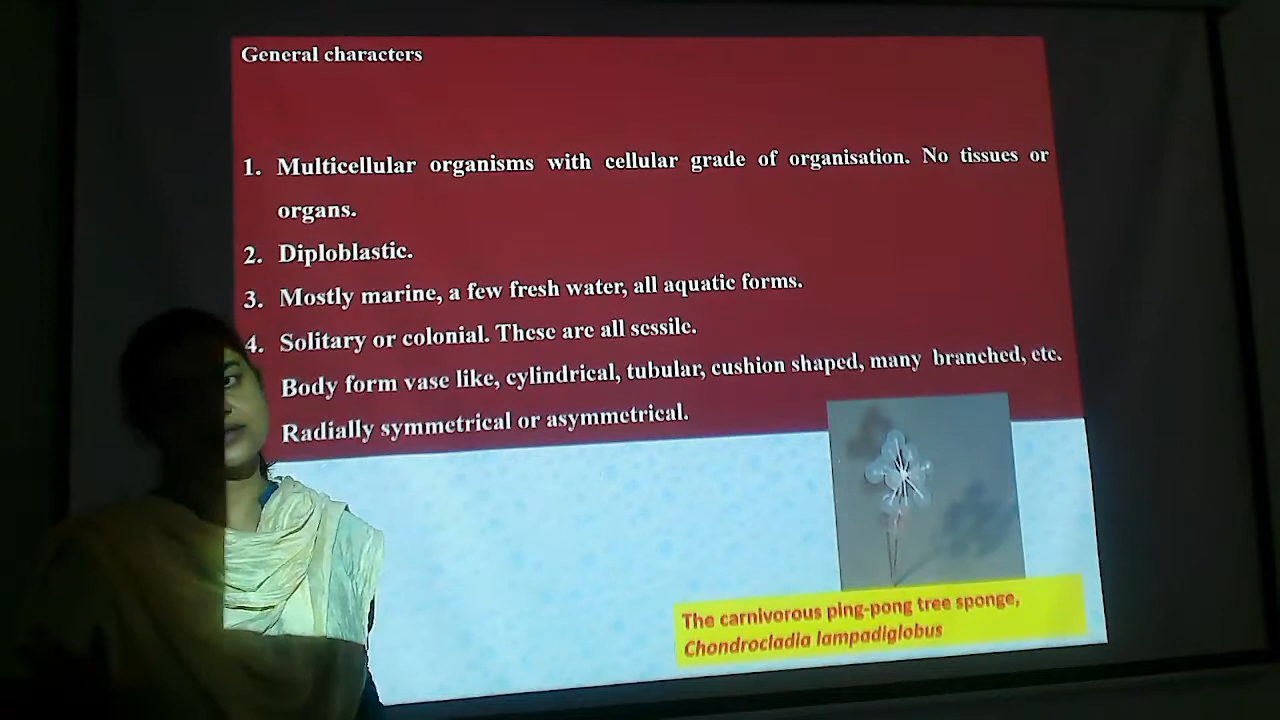 General characters
1. Multicellular organisms with cellular grade of organisation. No tissues or
organs.
2. Diploblastic.
3. Mostly marine, a few fresh water, all aquatic forms.
4. Solitary or colonial. These are all sessile.
Body form vase like, cylindrical, tubular, cushion shaped, many branched, etc.
Radially symmetrical or asymmetrical.
The carnivorous ping-pong tree sponge,
Chondrocladia lampadiglobus